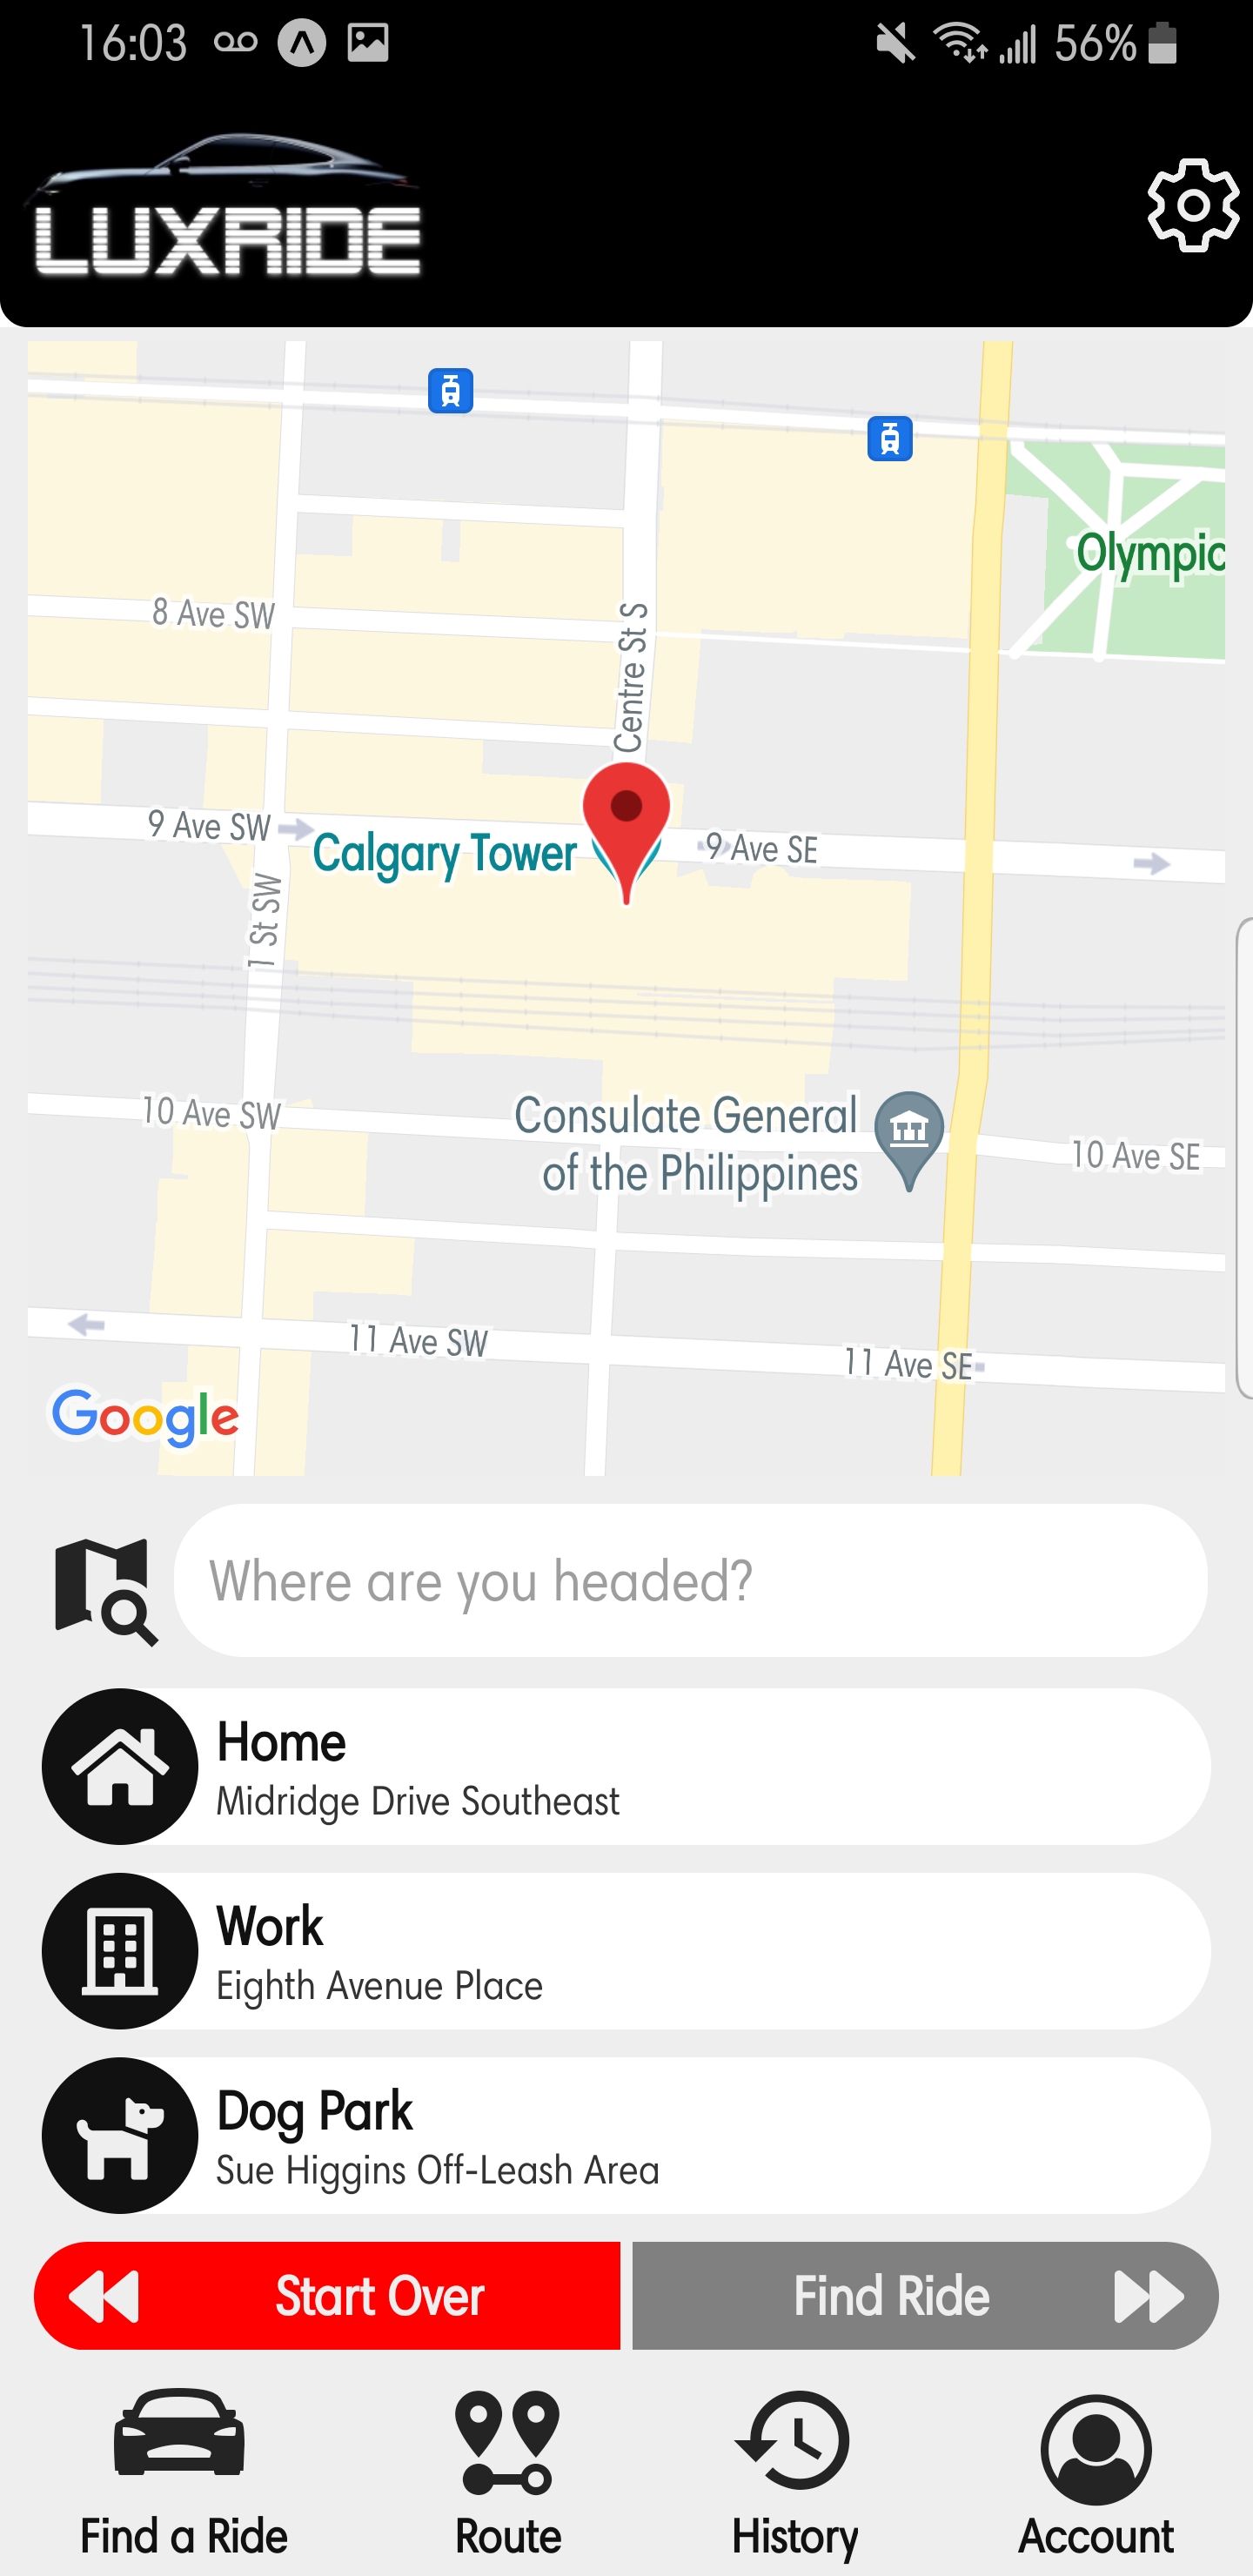 16:03
56%
LUXRIDE
Olympic
8 Ave SW
Centre St S
9 Ave SW
Calgary Tower
9 Ave SE
1 St SW
10 Ave SW
Consulate General
of the Philippines
10 Ave SE
11 Ave SW
11 Ave SE
Google
Where are you headed?
Home
Midridge Drive Southeast
Work
Eighth Avenue Place
Dog Park
Sue Higgins Off-Leash Area
Start Over
Find Ride
Find a Ride
Route
History
Account